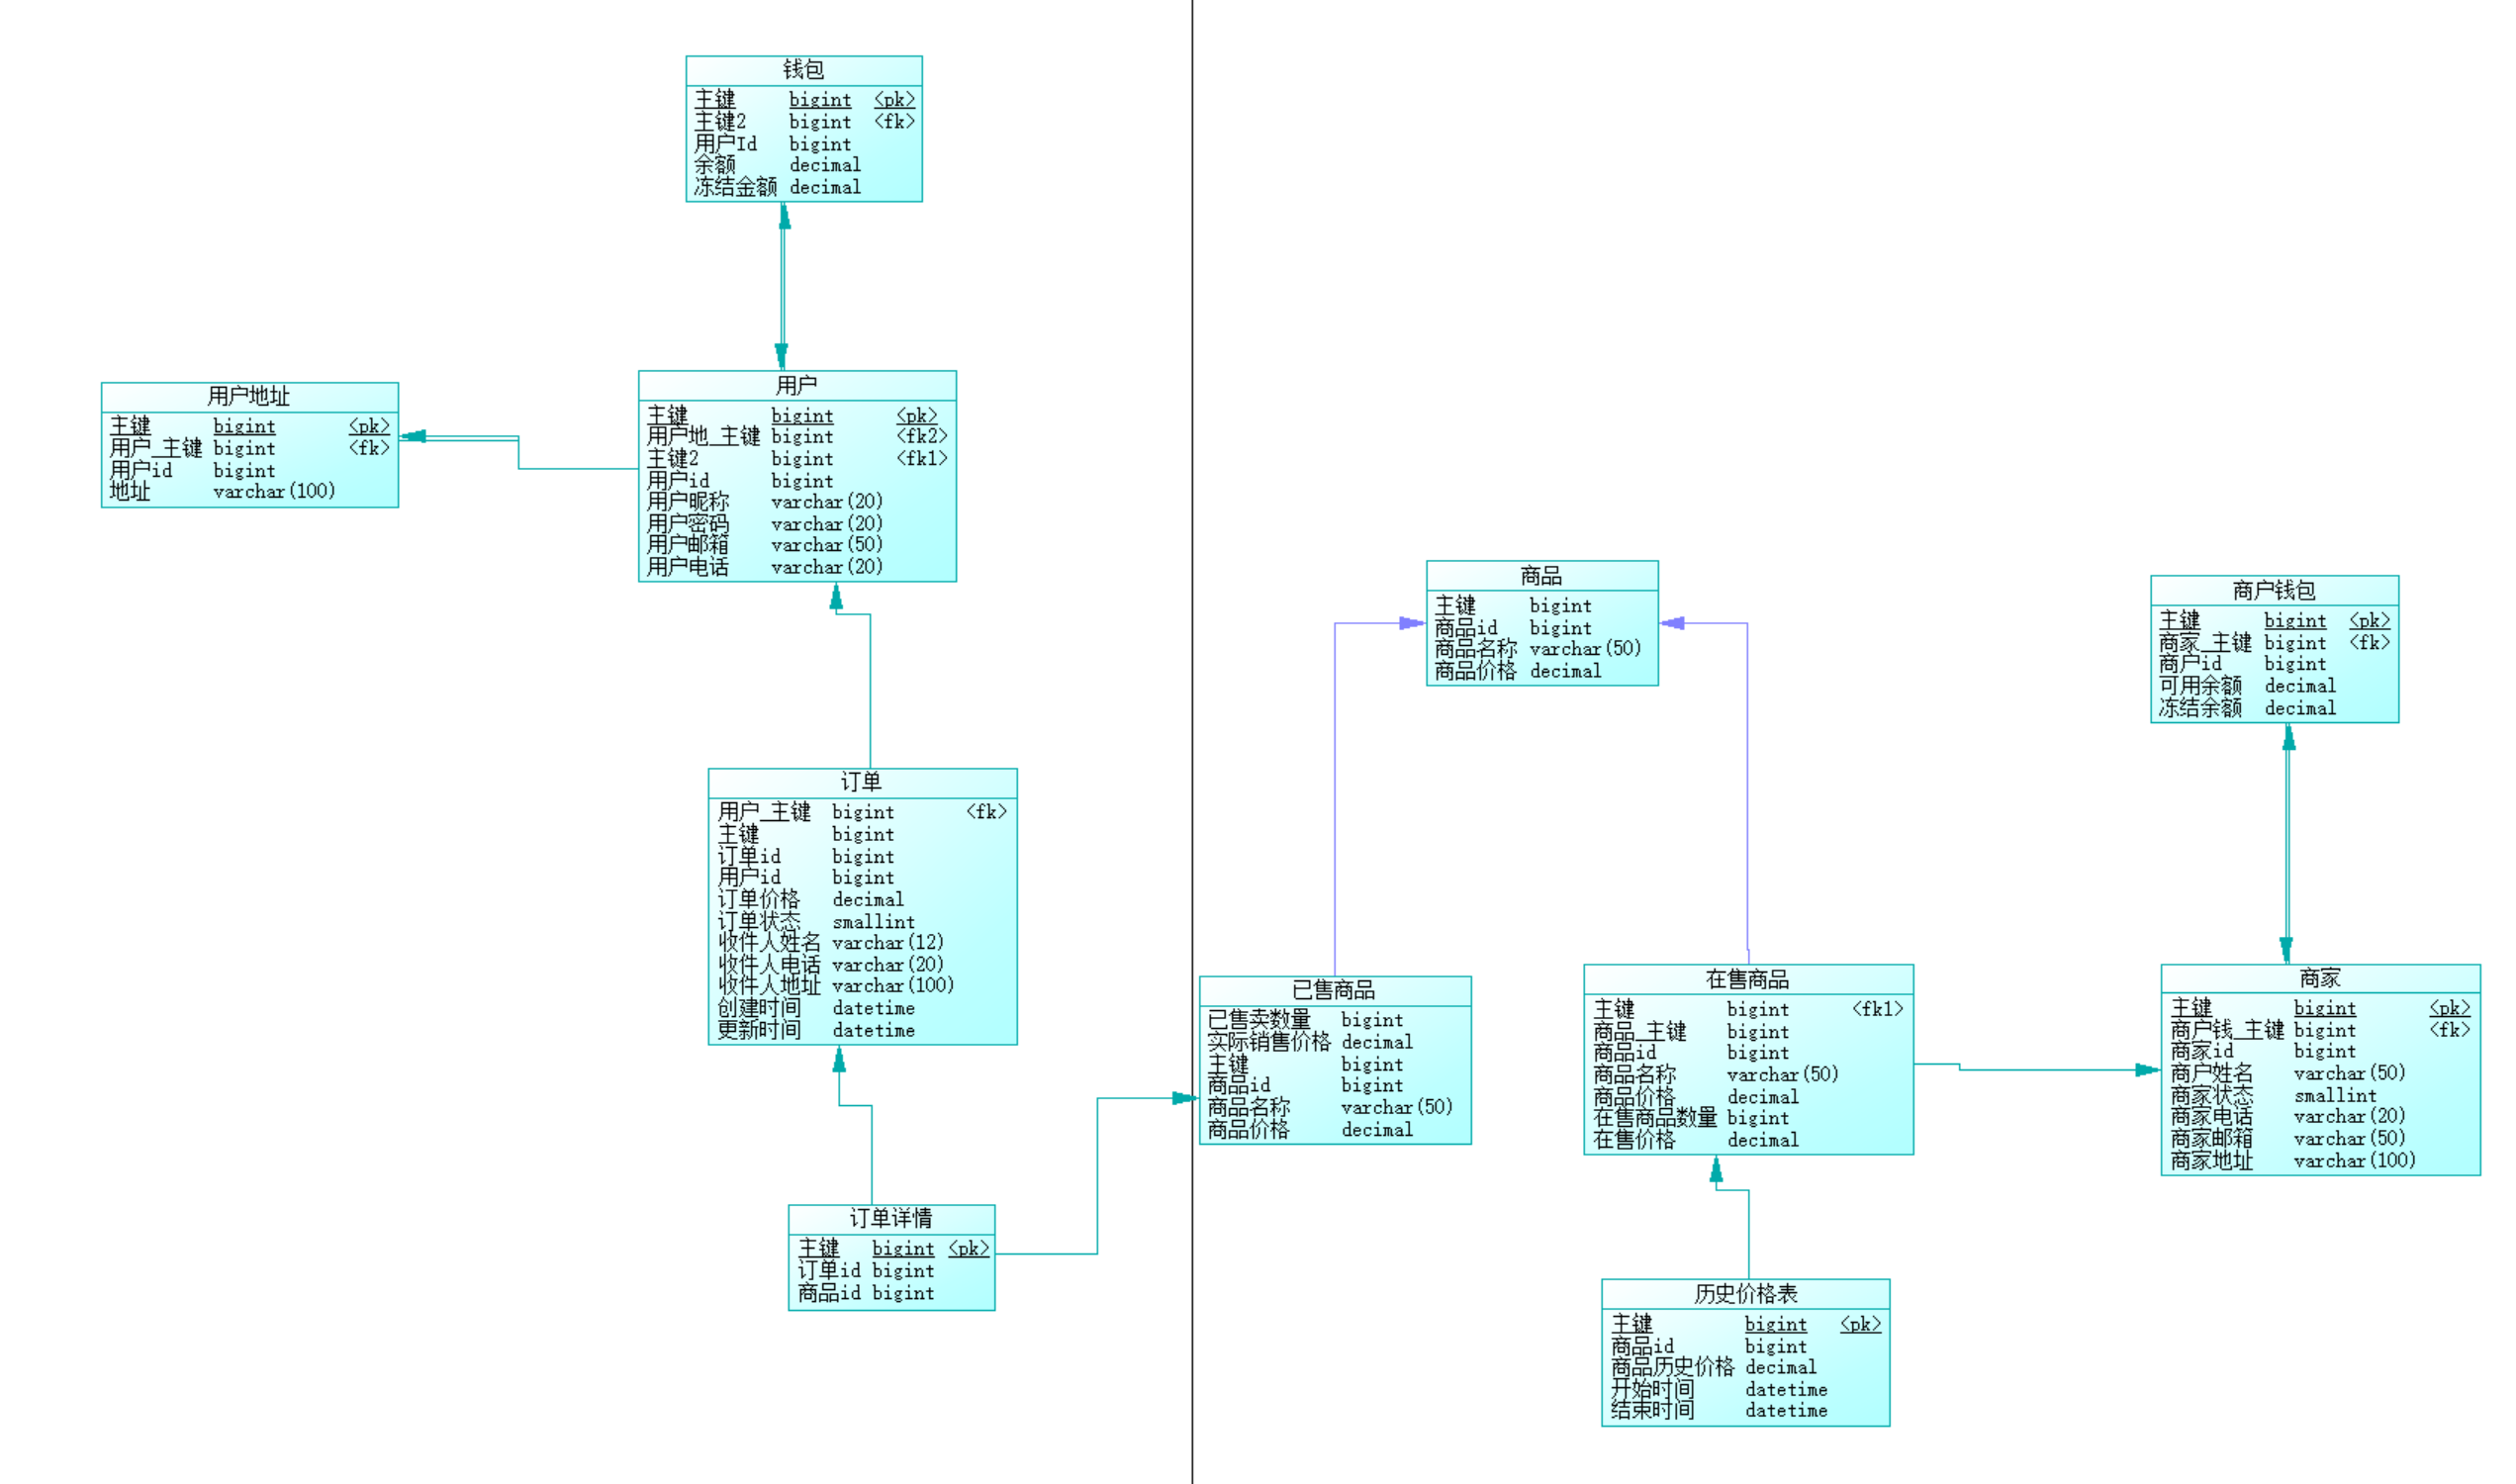 钱包
主键 bigint <pk>
主键2 bigint <fk>
用户Id bigint
余额 decimal
冻结金额 decimal
用户地址
主键 bigint <pk>
用户_主键 bigint <fk>
用户id bigint
地址 varchar(100)
用户
主键 bigint <pk>
用户地_主键 bigint <fk2>
主键2 bigint <fk1>
用户id bigint
用户昵称 varchar(20)
用户密码 varchar(20)
用户邮箱 varchar(50)
用户电话 varchar(20)
订单
用户_主键 bigint <fk>
主键 bigint
订单id bigint
用户id bigint
订单价格 decimal
订单状态 smallint
收件人姓名 varchar(12)
收件人电话 varchar(20)
收件人地址 varchar(100)
创建时间 datetime
更新时间 datetime
订单详情
主键 bigint <pk>
订单id bigint
商品id bigint
商品
主键 bigint
商品id bigint
商品名称 varchar(50)
商品价格 decimal
已售商品
已售卖数量 bigint
实际销售价格 decimal
主键 bigint
商品id bigint
商品名称 varchar(50)
商品价格 decimal
在售商品
主键 bigint <fk1>
商品_主键 bigint
商品id bigint
商品名称 varchar(50)
商品价格 decimal
在售商品数量 bigint
在售价格 decimal
历史价格表
主键 bigint <pk>
商品id bigint
商品历史价格 decimal
开始时间 datetime
结束时间 datetime
商户钱包
主键 bigint <pk>
商家_主键 bigint <fk>
商户id bigint
可用余额 decimal
冻结余额 decimal
商家
主键 bigint <pk>
商户钱_主键 bigint <fk>
商家id bigint
商户姓名 varchar(50)
商家状态 smallint
商家电话 varchar(20)
商家邮箱 varchar(50)
商家地址 varchar(100)